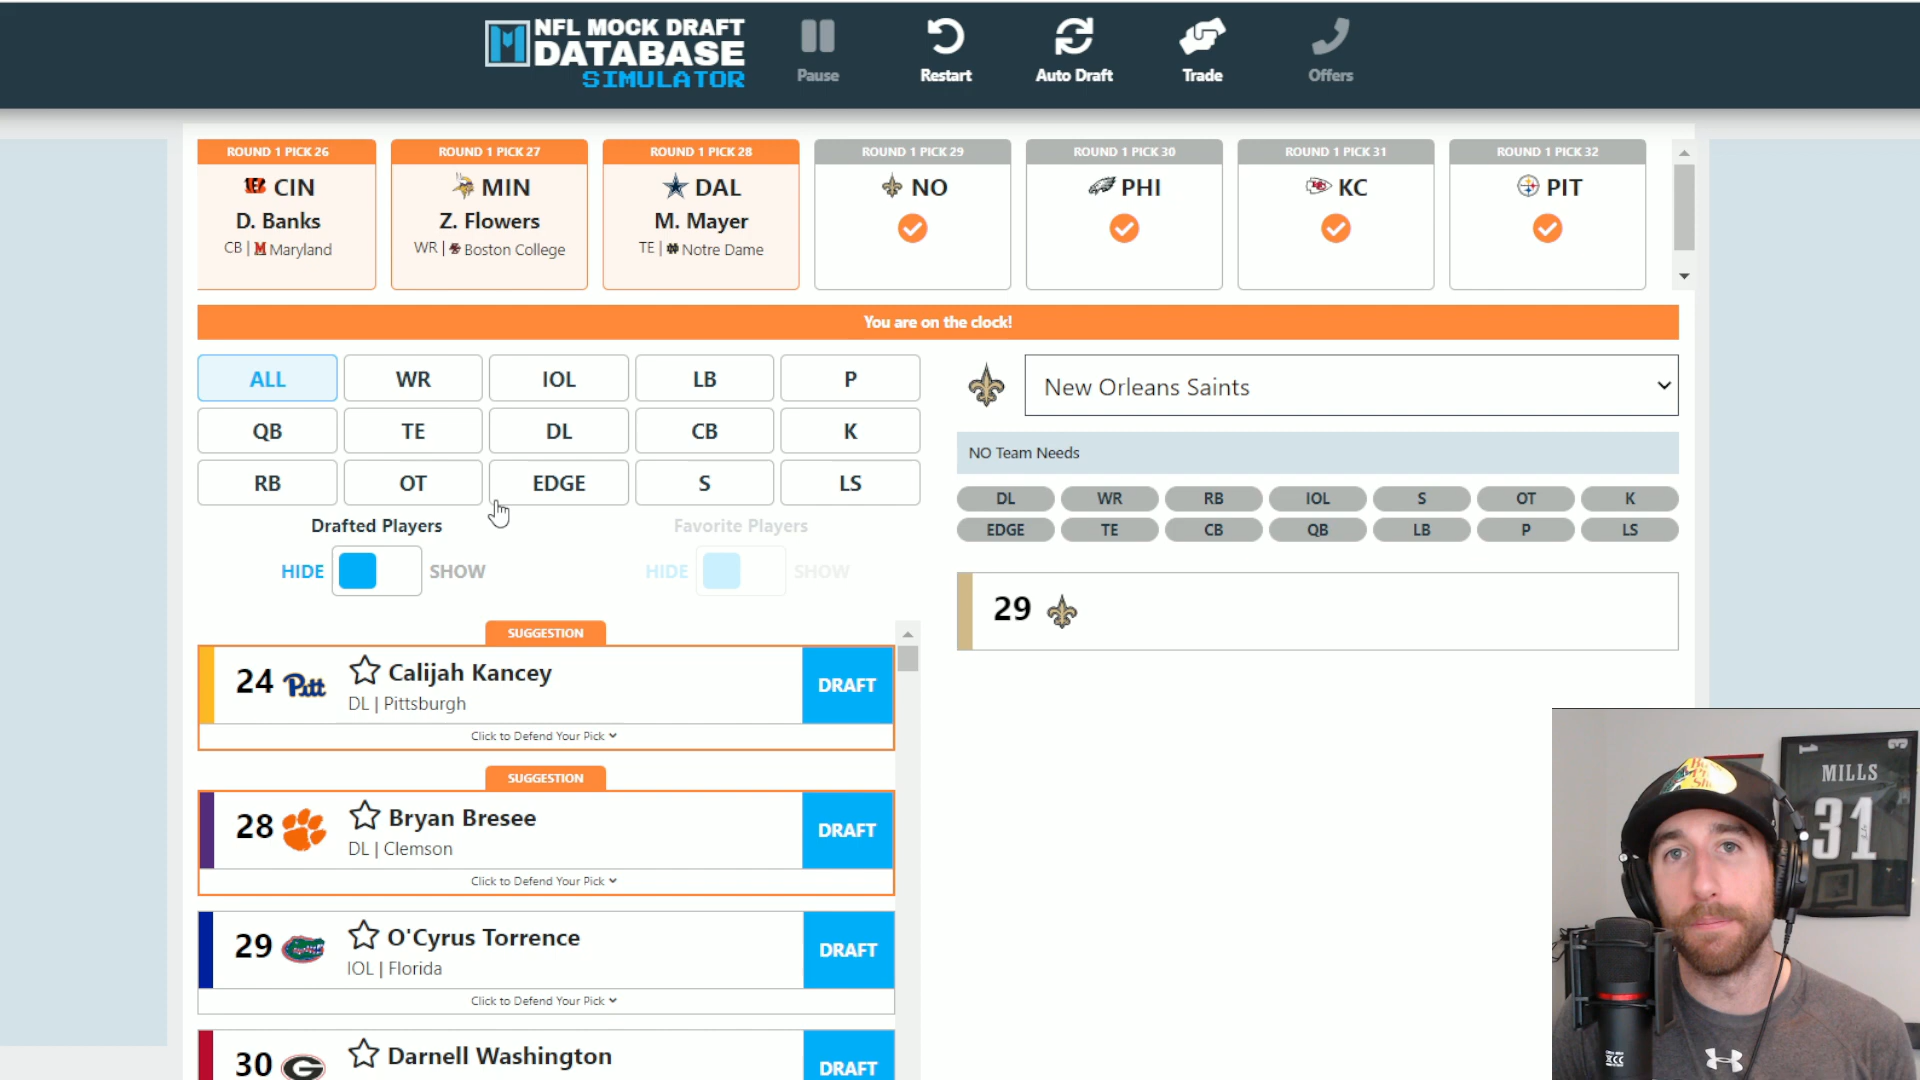 NFL MOCK DRAFT
DATABASE
SIMULATOR
Pause
Restart
Auto Draft
Trade
Offers
ROUND 1 PICK 26
CIN
D. Banks
CB | Maryland
ROUND 1 PICK 27
MIN
Z. Flowers
WR | Boston College
ROUND 1 PICK 28
DAL
M. Mayer
TE | Notre Dame
ROUND 1 PICK 29
NO
ROUND 1 PICK 30
PHI
ROUND 1 PICK 31
KC
ROUND 1 PICK 32
PIT
You are on the clock!
ALL
WR
IOL
LB
P
QB
TE
DL
CB
K
RB
OT
EDGE
S
LS
Drafted Players
HIDE
SHOW
Favorite Players
HIDE
SHOW
New Orleans Saints
NO Team Needs
DL
WR
RB
IOL
S
OT
K
EDGE
TE
CB
QB
LB
P
LS
29
SUGGESTION
24 Pitt Calijah Kancey
DL | Pittsburgh
DRAFT
Click to Defend Your Pick
SUGGESTION
28 Bryan Bresee
DL | Clemson
DRAFT
Click to Defend Your Pick
29 O'Cyrus Torrence
IOL | Florida
DRAFT
Click to Defend Your Pick
30 G Darnell Washington
DRAFT
MILLS
31